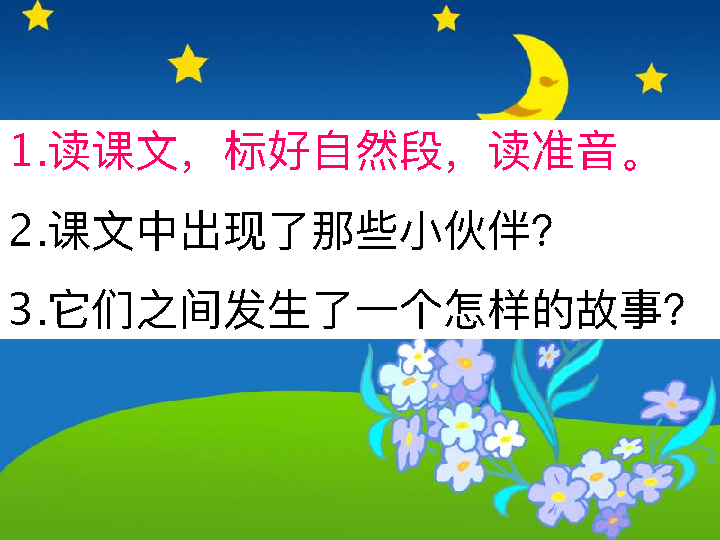 1.读课文，标好自然段，读准音。
2.课文中出现了那些小伙伴？
3.它们之间发生了一个怎样的故事？